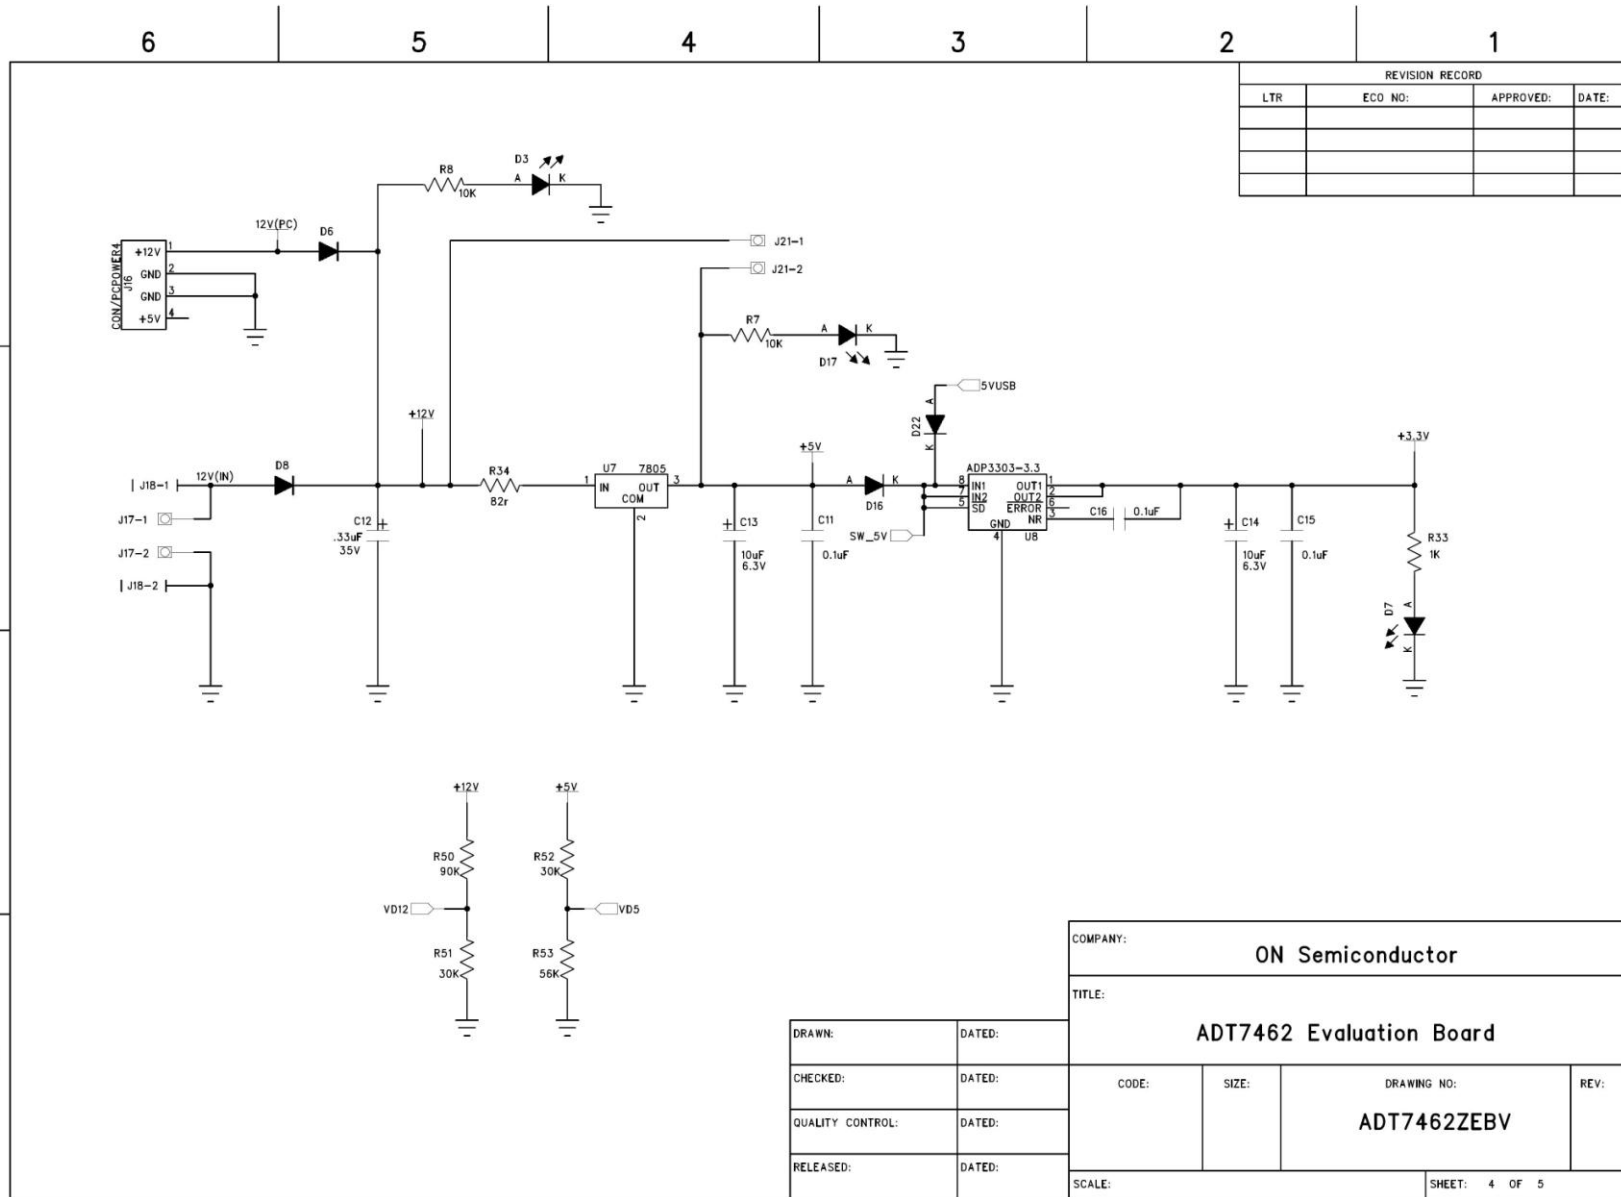 6 5 4 3 2 1
REVISION RECORD
LTR ECO NO: APPROVED: DATE:
D3
R8
A K
10K
12V(PC) D6
CON/PCPOWER4
J16
+12V 1
GND 2
GND 3
+5V 4
J21-1
J21-2
R7
A K
10K
D17
5VUSB
A
D22
K
+12V
+5V
+3.3V
J18-1
12V(IN)
D8
J17-1
J17-2
J18-2
C12 +
.33uF
35V
R34
82r
U7 7805
1 IN OUT 3
COM
2
+ C13
10uF
6.3V
C11
0.1uF
A K
D16
SW_5V
ADP3303-3.3
8 IN1 OUT1 1
7 IN2 OUT2 2
5 SD ERROR 6
NR 3
GND
4 U8
C16 0.1uF
+ C14
10uF
6.3V
C15
0.1uF
R33
1K
D7
A
K
+12V
R50
90K
VD12
R51
30K
+5V
R52
30K
VD5
R53
56K
COMPANY:
ON Semiconductor
TITLE:
ADT7462 Evaluation Board
DRAWN: DATED:
CHECKED: DATED:
QUALITY CONTROL: DATED:
RELEASED: DATED:
CODE: SIZE: DRAWING NO: REV:
ADT7462ZEBV
SCALE: SHEET: 4 OF 5